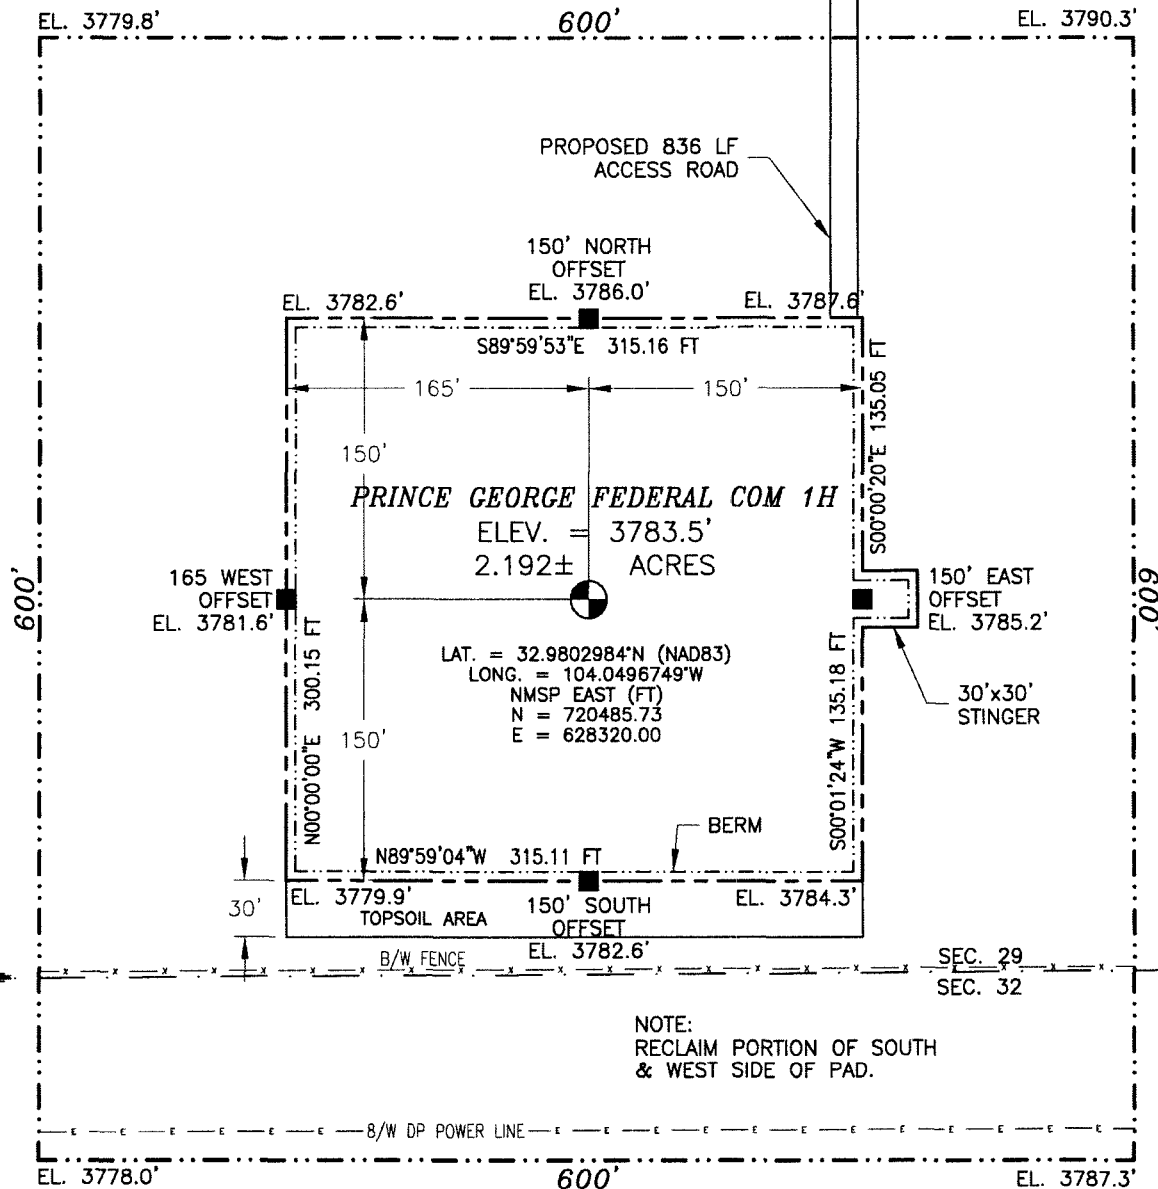 EL. 3779.8'
600'
EL. 3790.3'
PROPOSED 836 LF
ACCESS ROAD
150' NORTH
OFFSET
EL. 3786.0'
EL. 3782.6'
EL. 3787.6'
S89°59'53"E 315.16 FT
165'
150'
S00°00'20"E 135.05 FT
150'
PRINCE GEORGE FEDERAL COM 1H
ELEV. = 3783.5'
2.192± ACRES
165 WEST
OFFSET
EL. 3781.6'
150' EAST
OFFSET
EL. 3785.2'
600'
600'
LAT. = 32.9802984°N (NAD83)
LONG. = 104.0496749°W
NMSP EAST (FT)
N = 720485.73
E = 628320.00
30'x30'
STINGER
N00°00'00"E 300.15 FT
150'
S00°01'24"W 135.18 FT
BERM
N89°59'04"W 315.11 FT
30'
EL. 3779.9'
TOPSOIL AREA
150' SOUTH
OFFSET
EL. 3782.6'
EL. 3784.3'
B/W FENCE
SEC. 29
SEC. 32
NOTE:
RECLAIM PORTION OF SOUTH
& WEST SIDE OF PAD.
8/W DP POWER LINE
EL. 3778.0'
600'
EL. 3787.3'